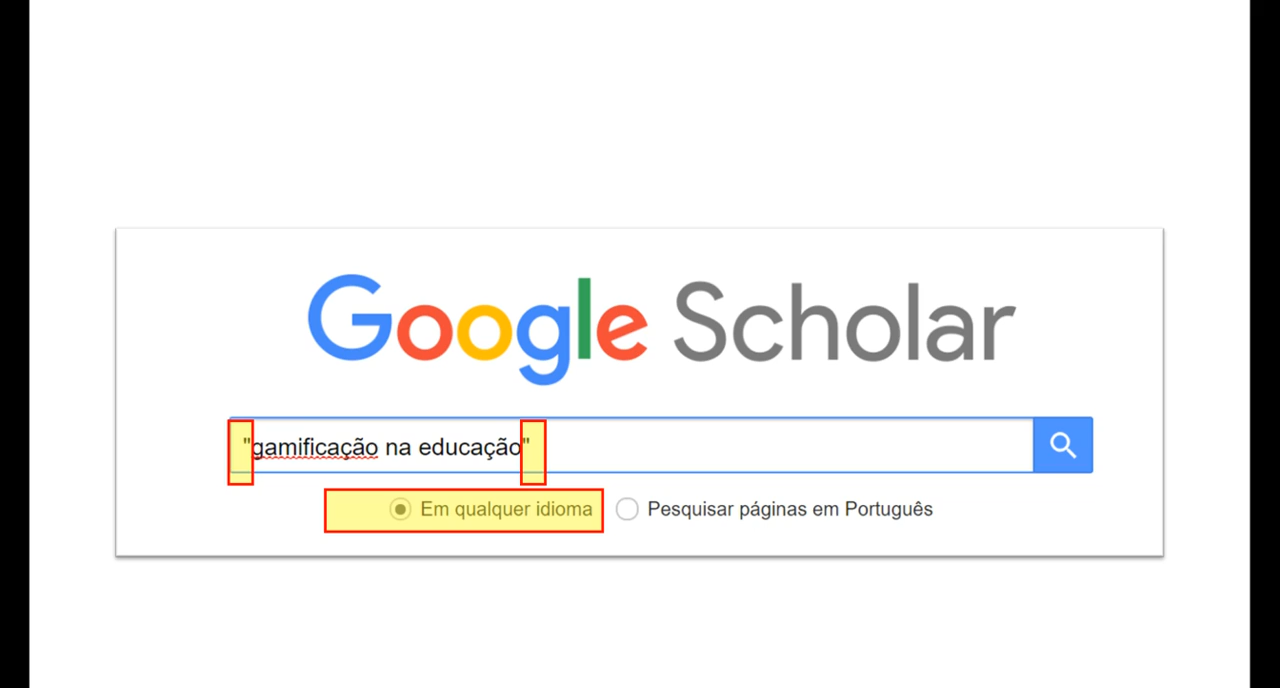 Google Scholar
"gamificação na educação"
Em qualquer idioma Pesquisar páginas em Português